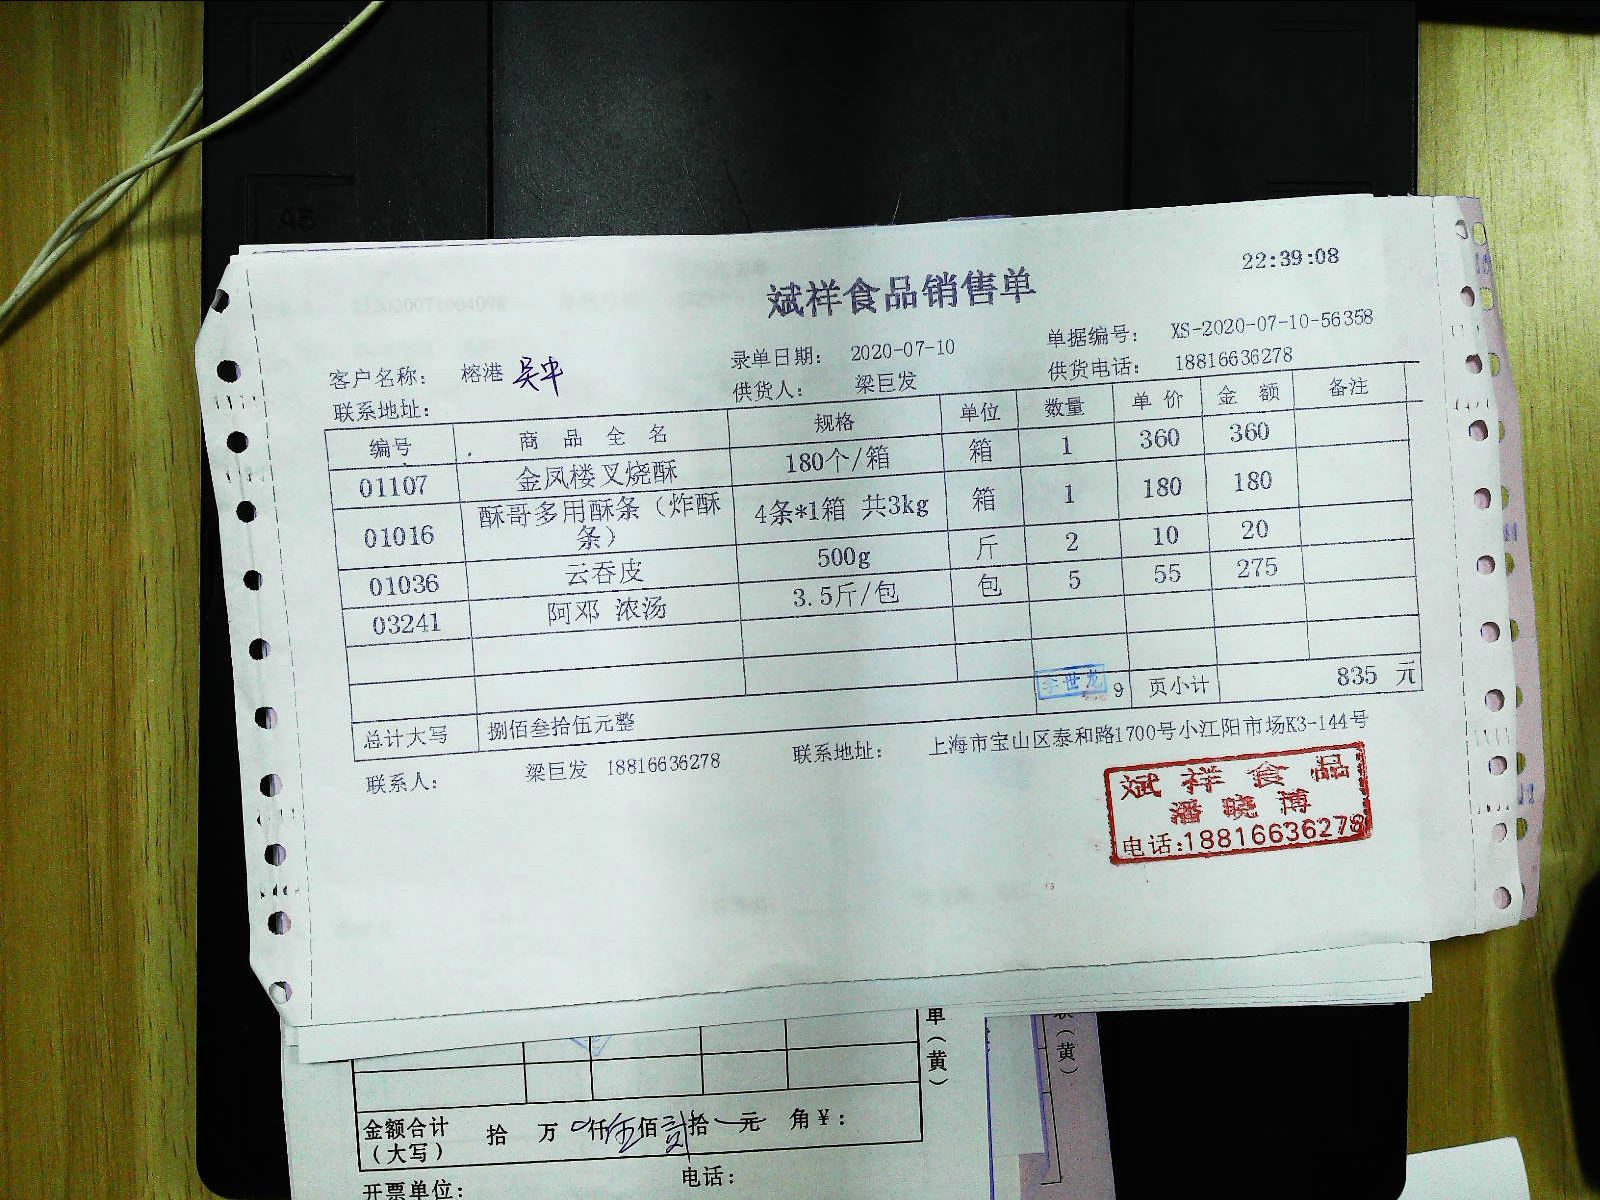 22:39:08
斌祥食品销售单
客户名称： 榕港 吴中 录单日期： 2020-07-10 单据编号： XS-2020-07-10-56358
联系地址： 供货人： 梁巨发 供货电话： 18816636278
编号 商 品 全 名 规格 单位 数量 单 价 金 额 备注
01107 金凤楼叉烧酥 180个/箱 箱 1 360 360
01016 酥哥多用酥条（炸酥条） 4条*1箱 共3kg 箱 1 180 180
01036 云吞皮 500g 斤 2 10 20
03241 阿邓 浓汤 3.5斤/包 包 5 55 275
李世龙 9 页小计 835 元
总计大写 捌佰叁拾伍元整
联系人： 梁巨发 18816636278 联系地址： 上海市宝山区泰和路1700号小江阳市场K3-144号
斌祥食品
潘晓博
电话:18816636278
单（黄）
（黄）
金额合计（大写） 拾 万 仟 佰 拾 元 角 ￥：
开票单位： 电话：
A5